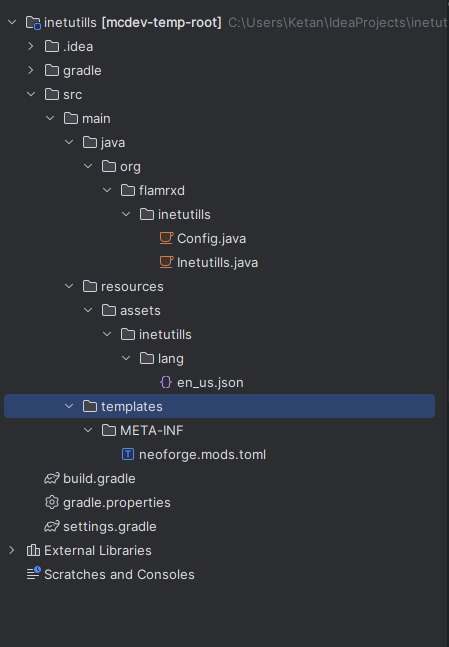 inetutills [mcdev-temp-root] C:\Users\Ketan\IdeaProjects\inetut
.idea
gradle
src
main
java
org
flamrxd
inetutills
Config.java
Inetutills.java
resources
assets
inetutills
lang
en_us.json
templates
META-INF
neoforge.mods.toml
build.gradle
gradle.properties
settings.gradle
External Libraries
Scratches and Consoles